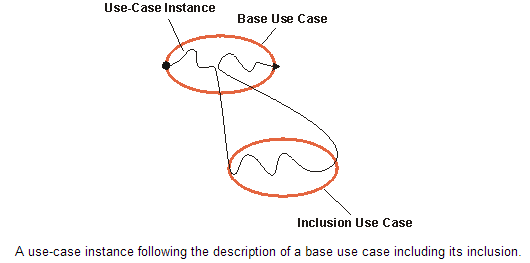 Use-Case Instance
Base Use Case
Inclusion Use Case
A use-case instance following the description of a base use case including its inclusion.